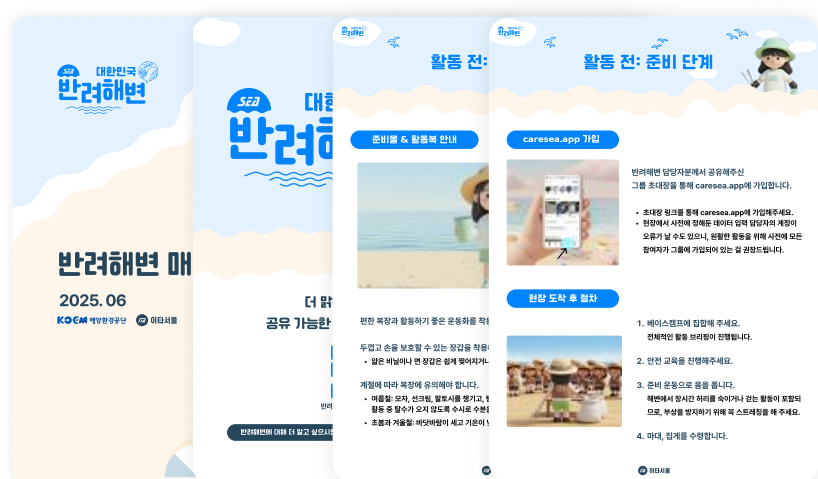 SEA
대한민국
반려해변
반려해변 매
2025. 06
KOEM 해양환경공단
이타서울
SEA
대한
반려해
더 맑
공유 가능한
반려
반려해변에 대해 더 알고 싶으시
대한민국
반려해변
활동 전:
준비물 & 활동복 안내
편한 복장과 활동하기 좋은 운동화를 착용
두껍고 손을 보호할 수 있는 장갑을 착용
• 얇은 비닐이나 면 장갑은 쉽게 찢어지거나
계절에 따라 복장에 유의해야 합니다.
• 여름철: 모자, 선크림, 팔토시를 챙기고,
활동 중 탈수가 오지 않도록 수시로 수분을
• 초봄과 겨울철: 바닷바람이 세고 기온이
대한민국
반려해변
활동 전: 준비 단계
caresea.app 가입
반려해변 담당자분께서 공유해주신
그룹 초대장을 통해 caresea.app에 가입합니다.
• 초대장 링크를 통해 caresea.app에 가입해주세요.
• 현장에서 사전에 정해둔 데이터 입력 담당자의 계정이
오류가 날 수도 있으니, 원활한 활동을 위해 사전에 모든
참여자가 그룹에 가입되어 있는 걸 권장드립니다.
현장 도착 후 절차
1. 베이스캠프에 집합해 주세요.
전체적인 활동 브리핑이 진행됩니다.
2. 안전 교육을 진행해주세요.
3. 준비 운동으로 몸을 풉니다.
해변에서 장시간 허리를 숙이거나 걷는 활동이 포함되
므로, 부상을 방지하기 위해 꼭 스트레칭을 해 주세요.
4. 마대, 집게를 수령합니다.
이타서울